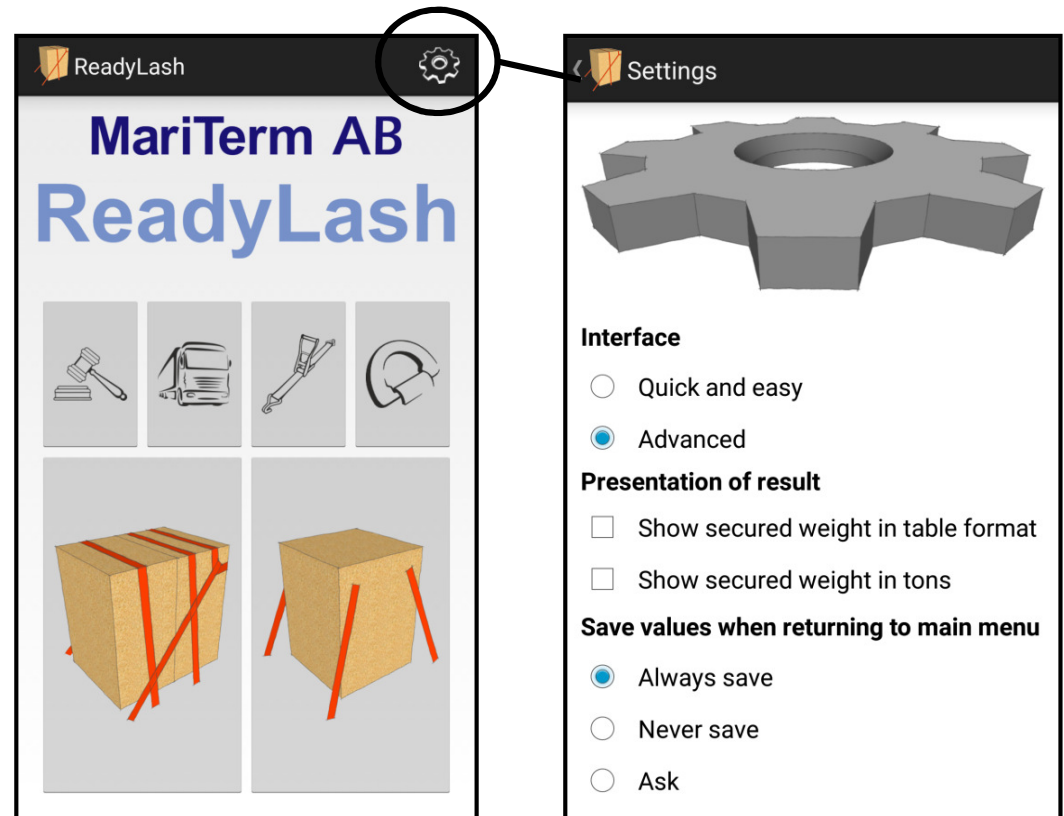 ReadyLash
MariTerm AB
ReadyLash
Settings
Interface
Quick and easy
Advanced
Presentation of result
Show secured weight in table format
Show secured weight in tons
Save values when returning to main menu
Always save
Never save
Ask